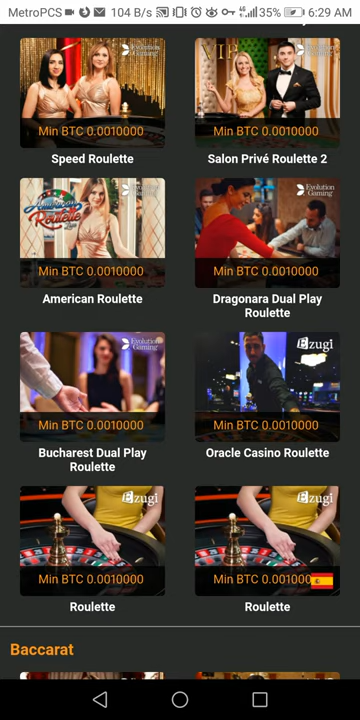 MetroPCS 104 B/s 4G 35% 6:29 AM
Evolution Gaming
VIP
Evolution Gaming
Min BTC 0.0010000
Min BTC 0.0010000
Speed Roulette
Salon Privé Roulette 2
American Roulette Live
Evolution Gaming
Evolution Gaming
Min BTC 0.0010000
Min BTC 0.0010000
American Roulette
Dragonara Dual Play
Roulette
Evolution Gaming
Ezugi
Min BTC 0.0010000
Min BTC 0.0010000
Bucharest Dual Play
Roulette
Oracle Casino Roulette
Ezugi
Ezugi
Min BTC 0.0010000
Min BTC 0.0010000
Roulette
Roulette
Baccarat